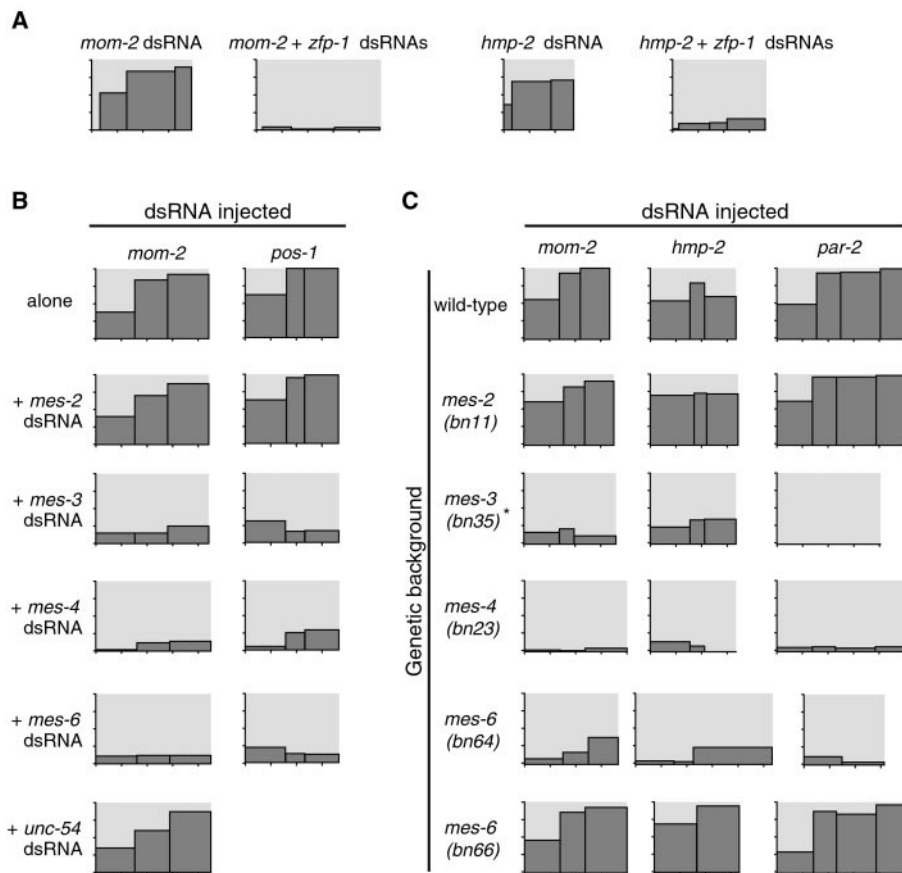 A
mom-2 dsRNA
mom-2 + zfp-1 dsRNAs
hmp-2 dsRNA
hmp-2 + zfp-1 dsRNAs
B
dsRNA injected
mom-2 pos-1
alone
+ mes-2
dsRNA
+ mes-3
dsRNA
+ mes-4
dsRNA
+ mes-6
dsRNA
+ unc-54
dsRNA
C
dsRNA injected
mom-2 hmp-2 par-2
Genetic background
wild-type
mes-2
(bn11)
mes-3
(bn35)*
mes-4
(bn23)
mes-6
(bn64)
mes-6
(bn66)